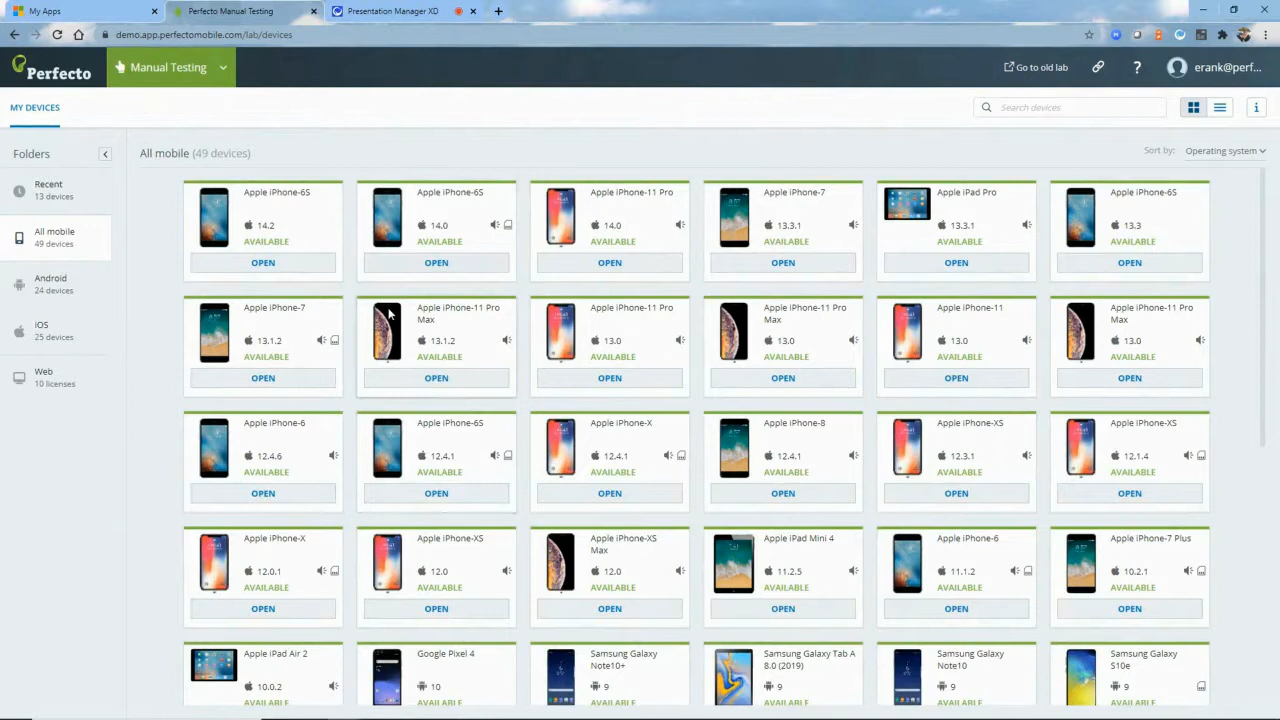 My Apps
Perfecto Manual Testing
Presentation Manager XD
demo.app.perfectomobile.com/lab/devices
Perfecto
Manual Testing
Go to old lab
?
erank@perf...
MY DEVICES
Search devices
i
Folders
Recent
13 devices
All mobile
49 devices
Android
24 devices
iOS
25 devices
Web
10 licenses
All mobile (49 devices)
Sort by: Operating system
Apple iPhone-6S
14.2
AVAILABLE
OPEN
Apple iPhone-6S
14.0
AVAILABLE
OPEN
Apple iPhone-11 Pro
14.0
AVAILABLE
OPEN
Apple iPhone-7
13.3.1
AVAILABLE
OPEN
Apple iPad Pro
13.3.1
AVAILABLE
OPEN
Apple iPhone-6S
13.3
AVAILABLE
OPEN
Apple iPhone-7
13.1.2
AVAILABLE
OPEN
Apple iPhone-11 Pro
Max
13.1.2
AVAILABLE
OPEN
Apple iPhone-11 Pro
13.0
AVAILABLE
OPEN
Apple iPhone-11 Pro
Max
13.0
AVAILABLE
OPEN
Apple iPhone-11
13.0
AVAILABLE
OPEN
Apple iPhone-11 Pro
Max
13.0
AVAILABLE
OPEN
Apple iPhone-6
12.4.6
AVAILABLE
OPEN
Apple iPhone-6S
12.4.1
AVAILABLE
OPEN
Apple iPhone-X
12.4.1
AVAILABLE
OPEN
Apple iPhone-8
12.4.1
AVAILABLE
OPEN
Apple iPhone-XS
12.3.1
AVAILABLE
OPEN
Apple iPhone-XS
12.1.4
AVAILABLE
OPEN
Apple iPhone-X
12.0.1
AVAILABLE
OPEN
Apple iPhone-XS
12.0
AVAILABLE
OPEN
Apple iPhone-XS
Max
12.0
AVAILABLE
OPEN
Apple iPad Mini 4
11.2.5
AVAILABLE
OPEN
Apple iPhone-6
11.1.2
AVAILABLE
OPEN
Apple iPhone-7 Plus
10.2.1
AVAILABLE
OPEN
Apple iPad Air 2
10.0.2
AVAILABLE
Google Pixel 4
10
AVAILABLE
Samsung Galaxy
Note10+
9
AVAILABLE
Samsung Galaxy Tab A
8.0 (2019)
9
AVAILABLE
Samsung Galaxy
Note10
9
AVAILABLE
Samsung Galaxy
S10e
9
AVAILABLE